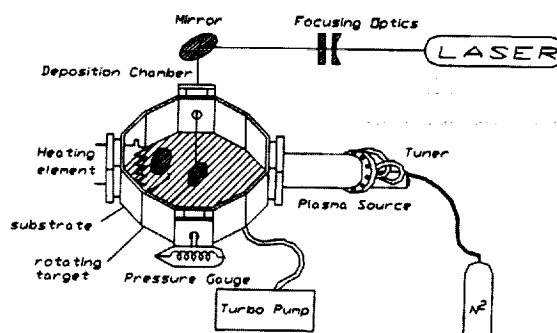 Mirror
Focusing Optics
LASER
Deposition Chamber
Heating
element
Tuner
Plasma Source
substrate
rotating
target
Pressure Gauge
Turbo Pump
N²